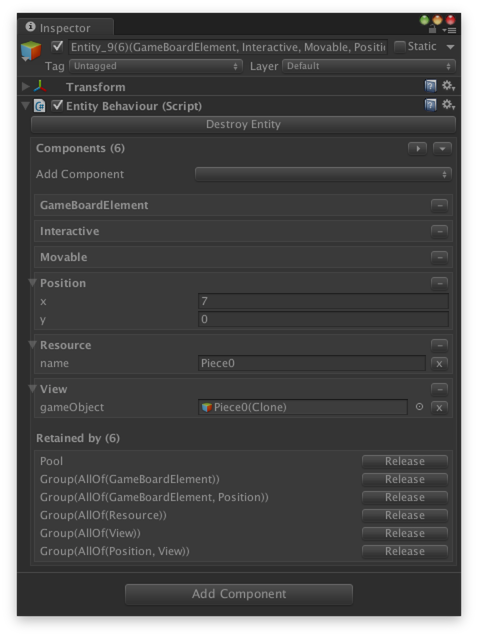 Inspector
Entity_9(6)(GameBoardElement, Interactive, Movable, Positi Static
Tag Untagged Layer Default
Transform
Entity Behaviour (Script)
Destroy Entity
Components (6)
Add Component
GameBoardElement
Interactive
Movable
Position
x 7
y 0
Resource
name Piece0 x
View
gameObject Piece0(Clone) x
Retained by (6)
Pool Release
Group(AllOf(GameBoardElement)) Release
Group(AllOf(GameBoardElement, Position)) Release
Group(AllOf(Resource)) Release
Group(AllOf(View)) Release
Group(AllOf(Position, View)) Release
Add Component